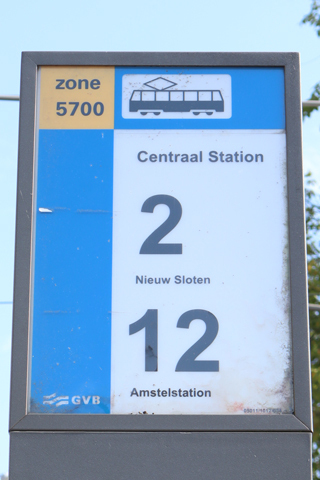 zone
5700
Centraal Station
2
Nieuw Sloten
12
Amstelstation
GVB